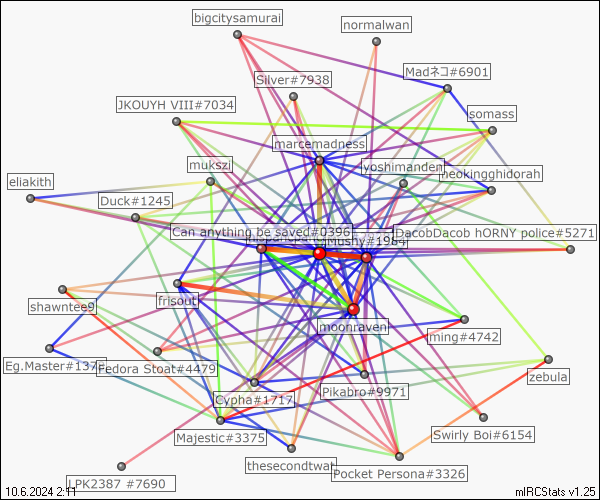 bigcitysamurai
normalwan
Madネコ#6901
Silver#7938
JKOUYH VIII#7034
somass
marcemadness
mukszi
yoshimanden
neokingghidorah
eliakith
Duck#1245
Can anything be saved#0396
DacobDacob hORNY police#5271
Mushy#1984
shawntee9
frisout
moonraven
ming#4742
Eg.Master#137
Fedora Stoat#4479
zebula
Cypha#1717
Pikabro#9971
Majestic#3375
Swirly Boi#6154
thesecondtwat
Pocket Persona#3326
LPK2387 #7690
10.6.2024 2:11
mIRCStats v1.25